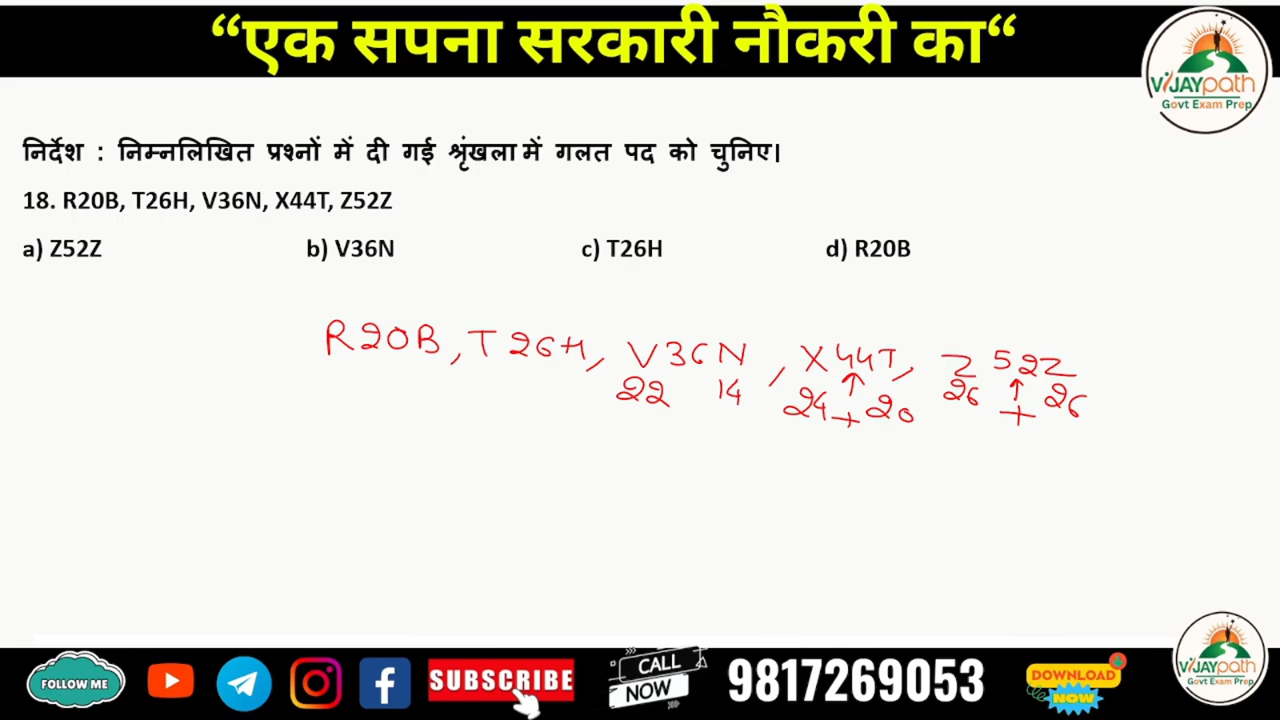 “एक सपना सरकारी नौकरी का“
ViJAYpath
Govt Exam Prep
निर्देश : निम्नलिखित प्रश्नों में दी गई श्रृंखला में गलत पद को चुनिए।
18. R20B, T26H, V36N, X44T, Z52Z
a) Z52Z b) V36N c) T26H d) R20B
R20B, T26H, V36N, X44T, Z52Z
22 14 24+20 26 + 26
ViJAYpath
Govt Exam Prep
FOLLOW ME
SUBSCRIBE
CALL NOW
9817269053
DOWNLOAD NOW